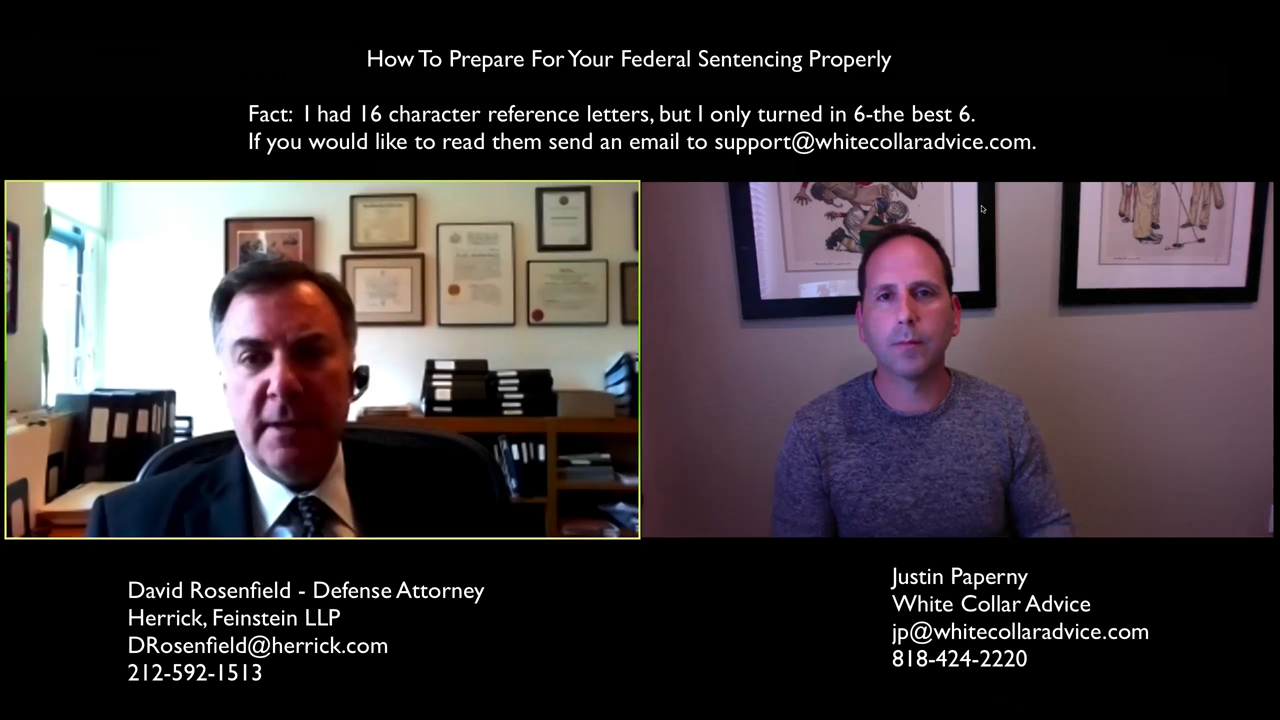 How To Prepare For Your Federal Sentencing Properly
Fact: I had 16 character reference letters, but I only turned in 6-the best 6.
If you would like to read them send an email to support@whitecollaradvice.com.
David Rosenfield - Defense Attorney
Herrick, Feinstein LLP
DRosenfield@herrick.com
212-592-1513
Justin Paperny
White Collar Advice
jp@whitecollaradvice.com
818-424-2220